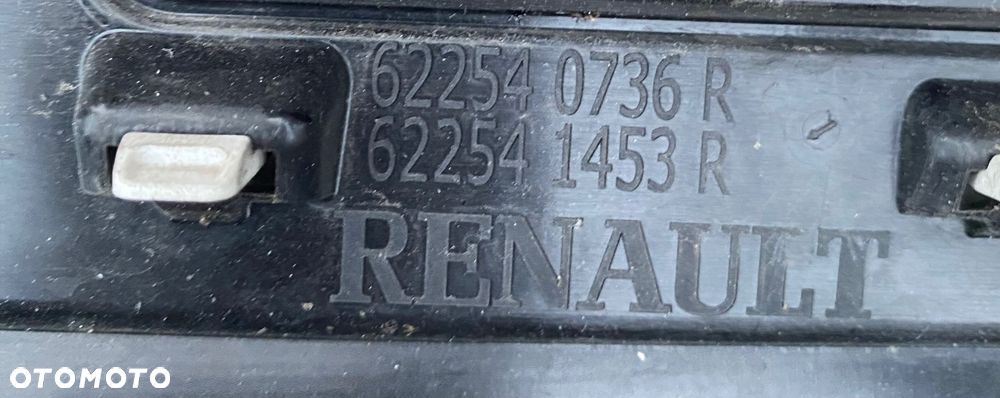 62254 0736 R
62254 1453 R
RENAULT
OTOMOTO